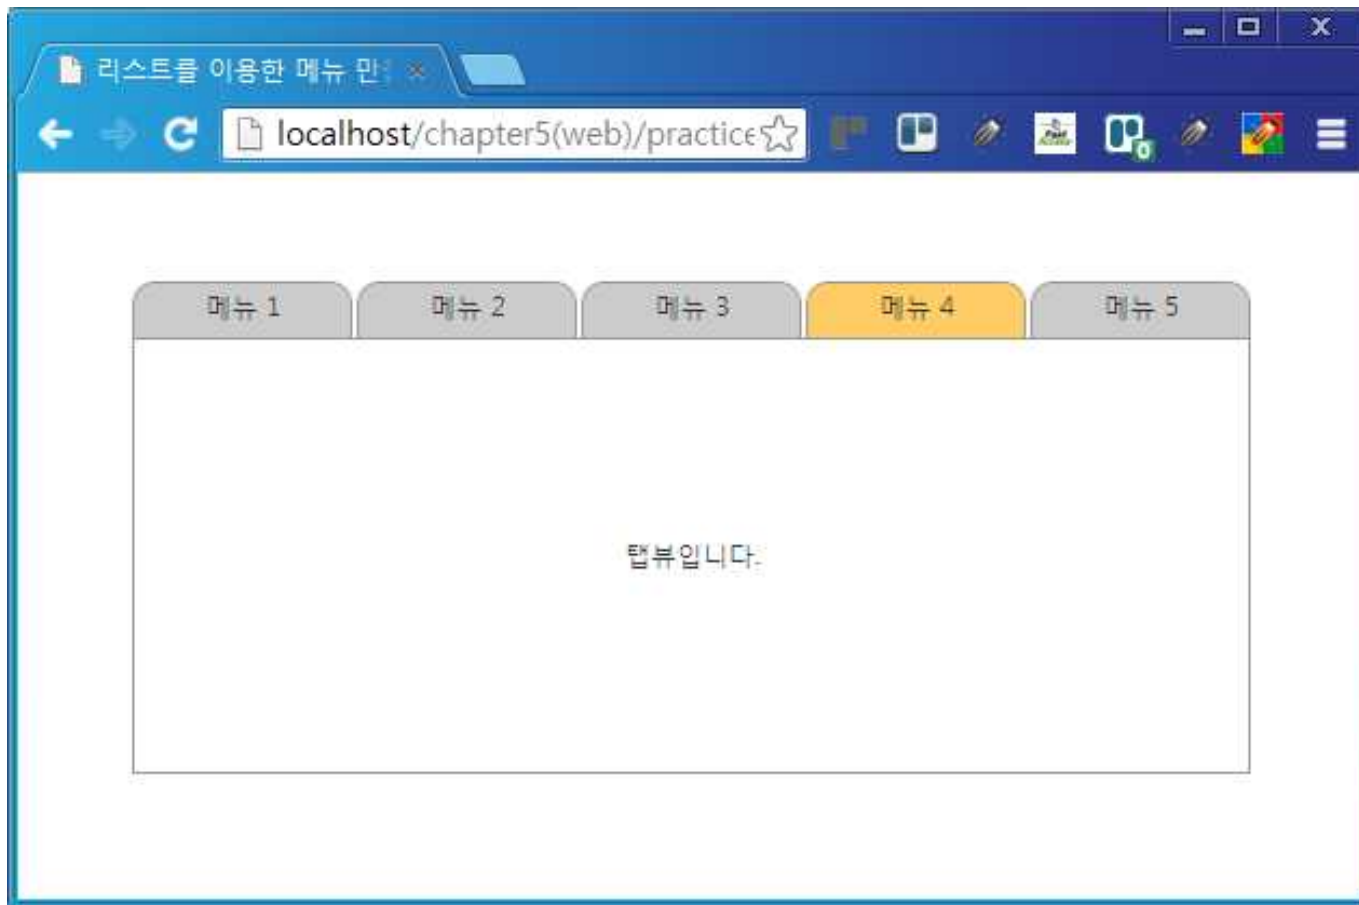 리스트를 이용한 메뉴 만
localhost/chapter5(web)/practice
메뉴 1
메뉴 2
메뉴 3
메뉴 4
메뉴 5
탭뷰입니다.